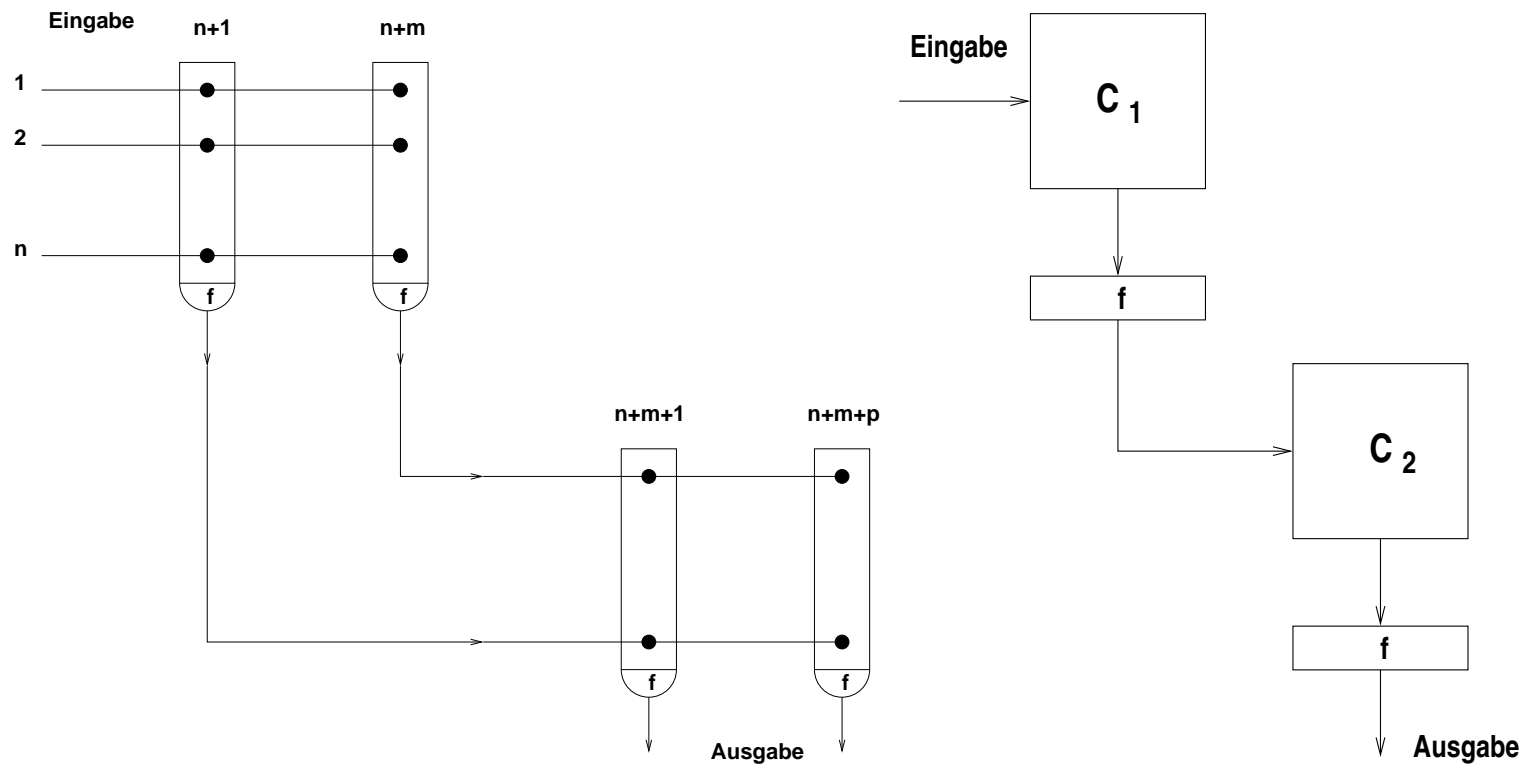 Eingabe
n+1
n+m
1
2
n
f
f
n+m+1
n+m+p
f
f
Ausgabe
Eingabe
C 1
f
C 2
f
Ausgabe